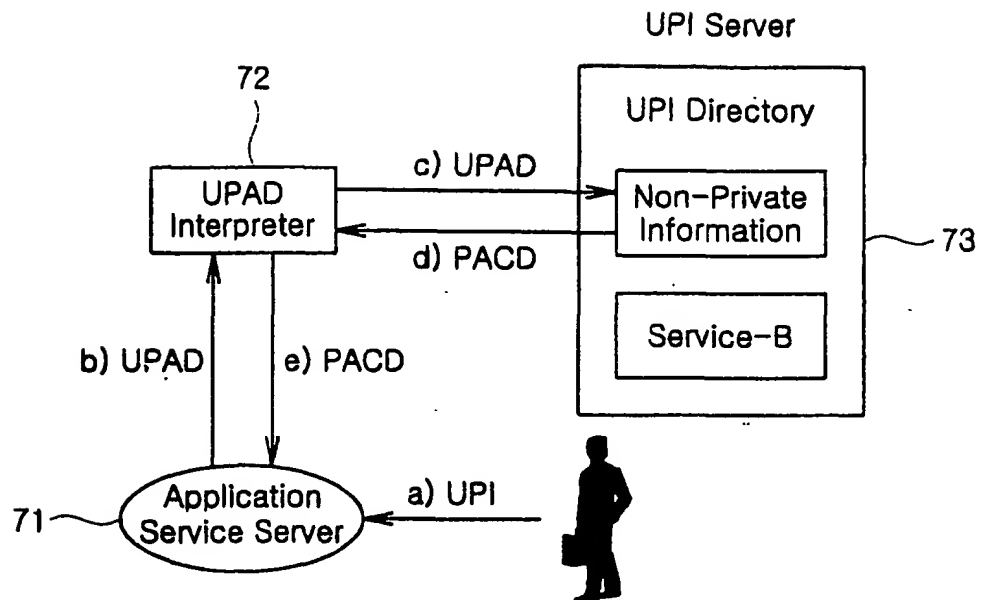 UPI Server
72
UPI Directory
c) UPAD
UPAD
Interpreter
Non-Private
Information
d) PACD
73
Service-B
b) UPAD
e) PACD
Application
Service Server
a) UPI
71